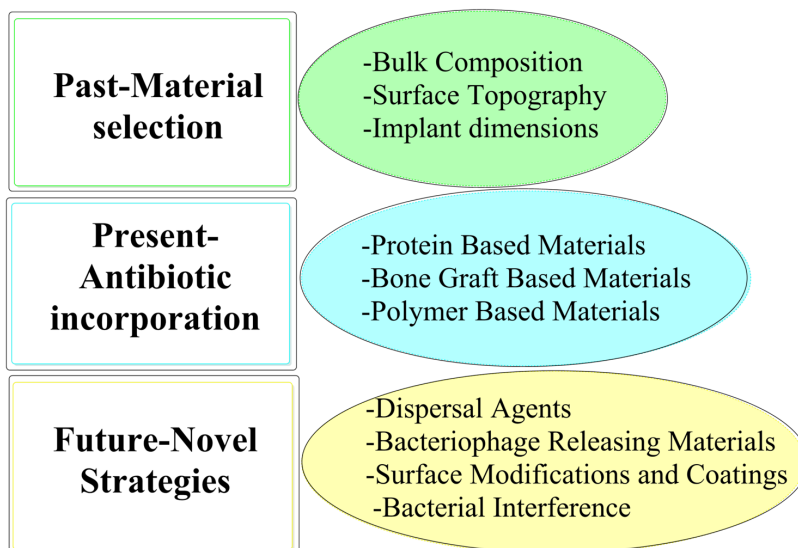 Past-Material
selection
-Bulk Composition
-Surface Topography
-Implant dimensions
Present-
Antibiotic
incorporation
-Protein Based Materials
-Bone Graft Based Materials
-Polymer Based Materials
Future-Novel
Strategies
-Dispersal Agents
-Bacteriophage Releasing Materials
-Surface Modifications and Coatings
-Bacterial Interference